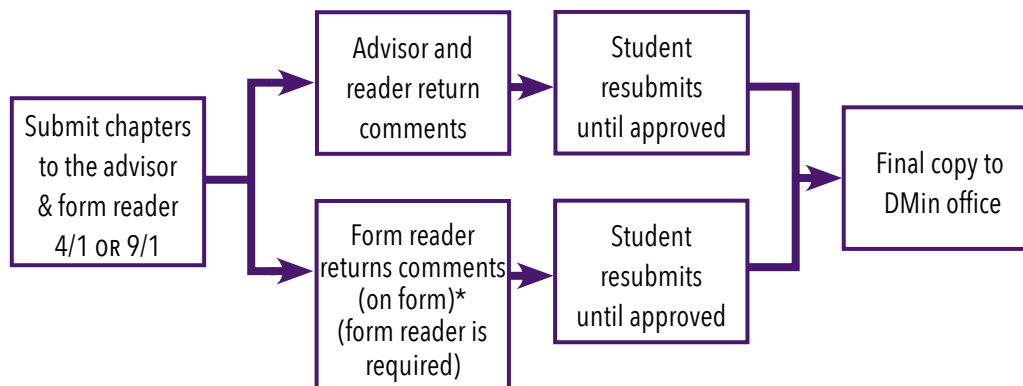 Submit chapters
to the advisor
& form reader
4/1 OR 9/1
Advisor and
reader return
comments
Student
resubmits
until approved
Form reader
returns comments
(on form)*
(form reader is
required)
Student
resubmits
until approved
Final copy to
DMin office